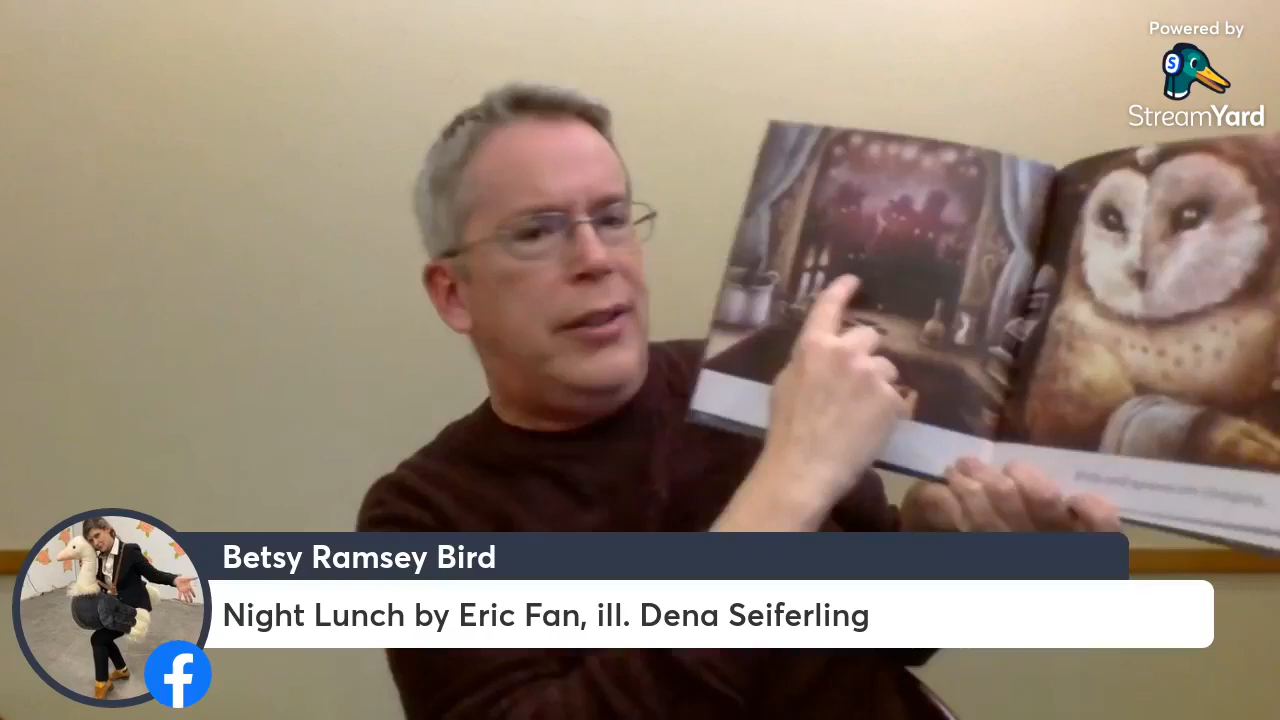 Powered by
StreamYard
Betsy Ramsey Bird
Night Lunch by Eric Fan, ill. Dena Seiferling